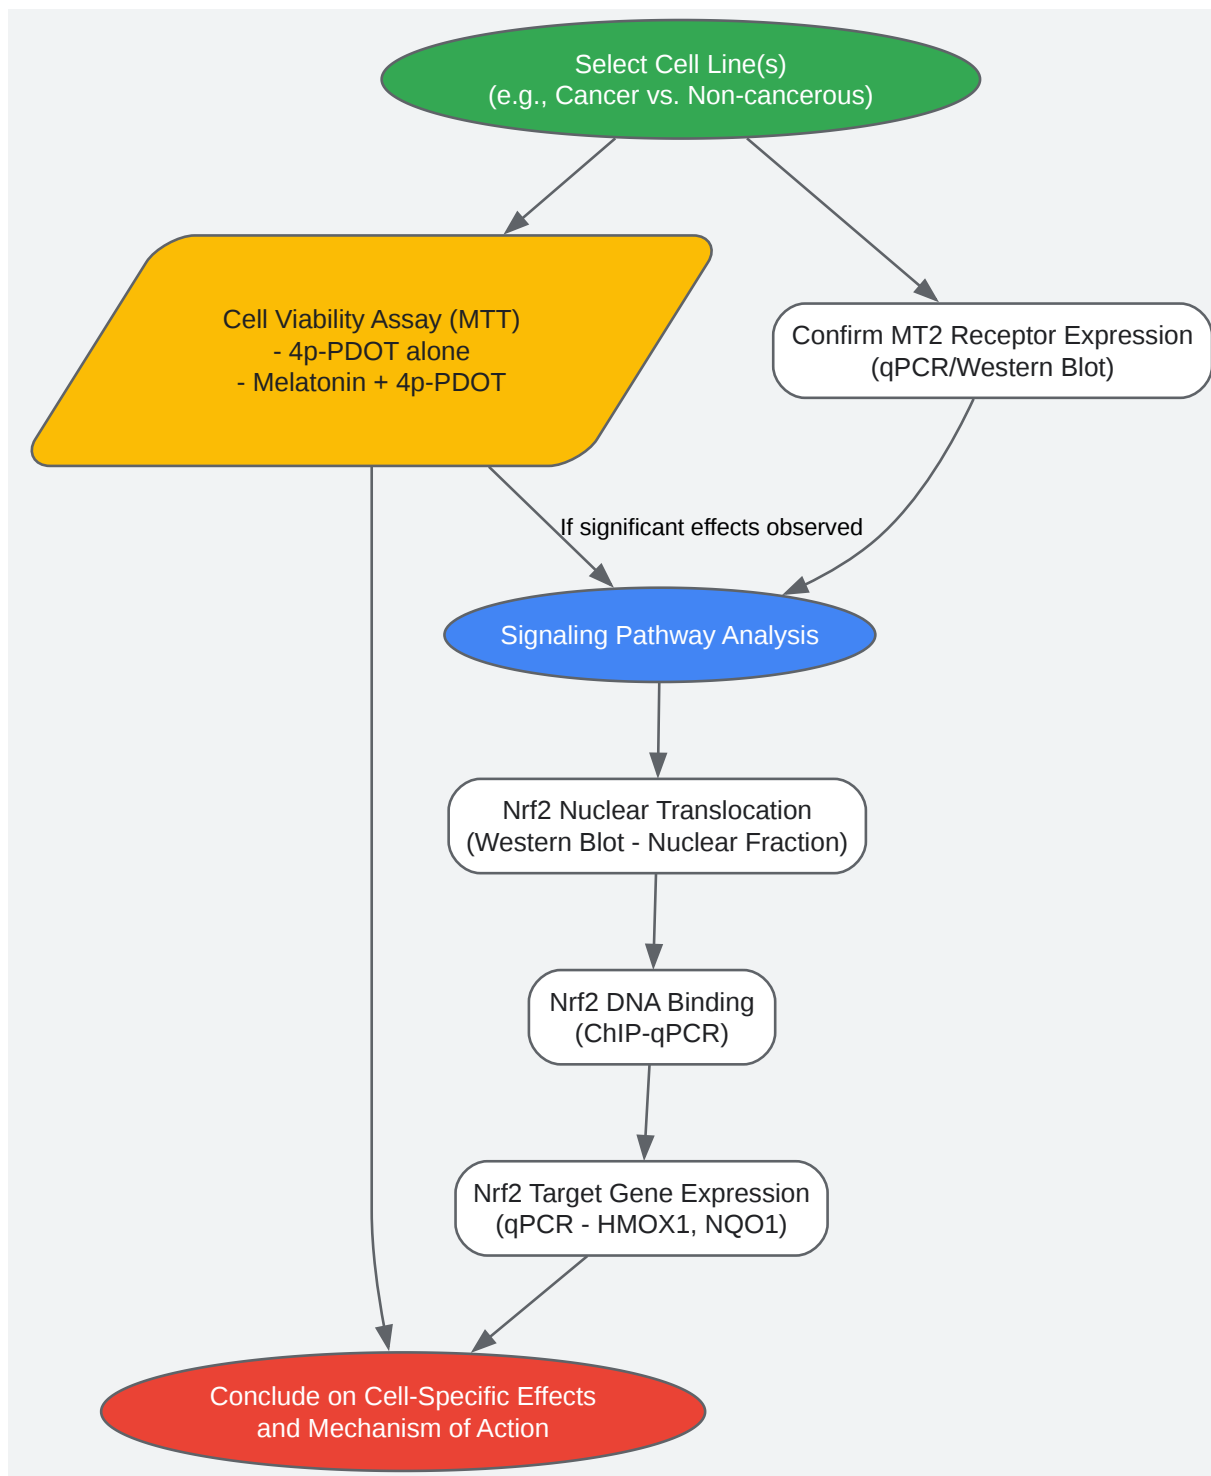 Select Cell Line(s)
(e.g., Cancer vs. Non-cancerous)
Cell Viability Assay (MTT)
- 4p-PDOT alone
- Melatonin + 4p-PDOT
Confirm MT2 Receptor Expression
(qPCR/Western Blot)
If significant effects observed
Signaling Pathway Analysis
Nrf2 Nuclear Translocation
(Western Blot - Nuclear Fraction)
Nrf2 DNA Binding
(ChIP-qPCR)
Nrf2 Target Gene Expression
(qPCR - HMOX1, NQO1)
Conclude on Cell-Specific Effects
and Mechanism of Action